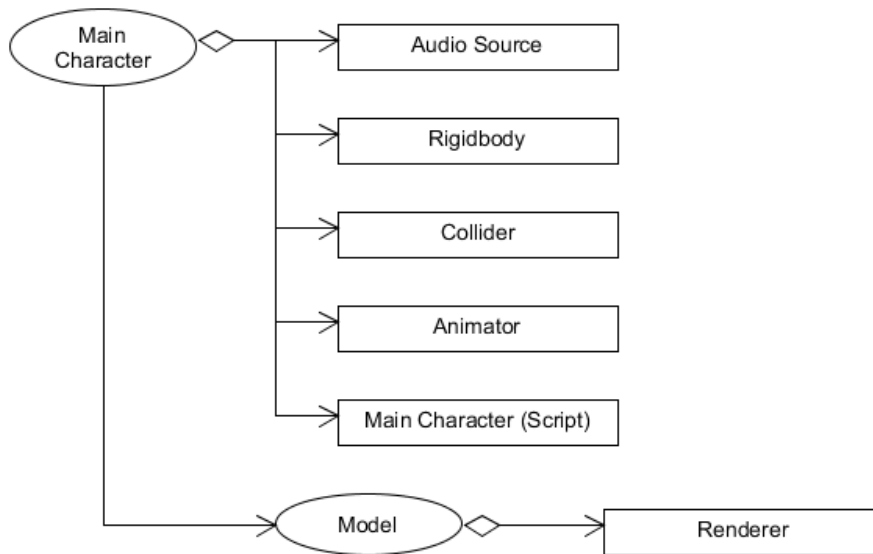 Main
Character
Audio Source
Rigidbody
Collider
Animator
Main Character (Script)
Model
Renderer